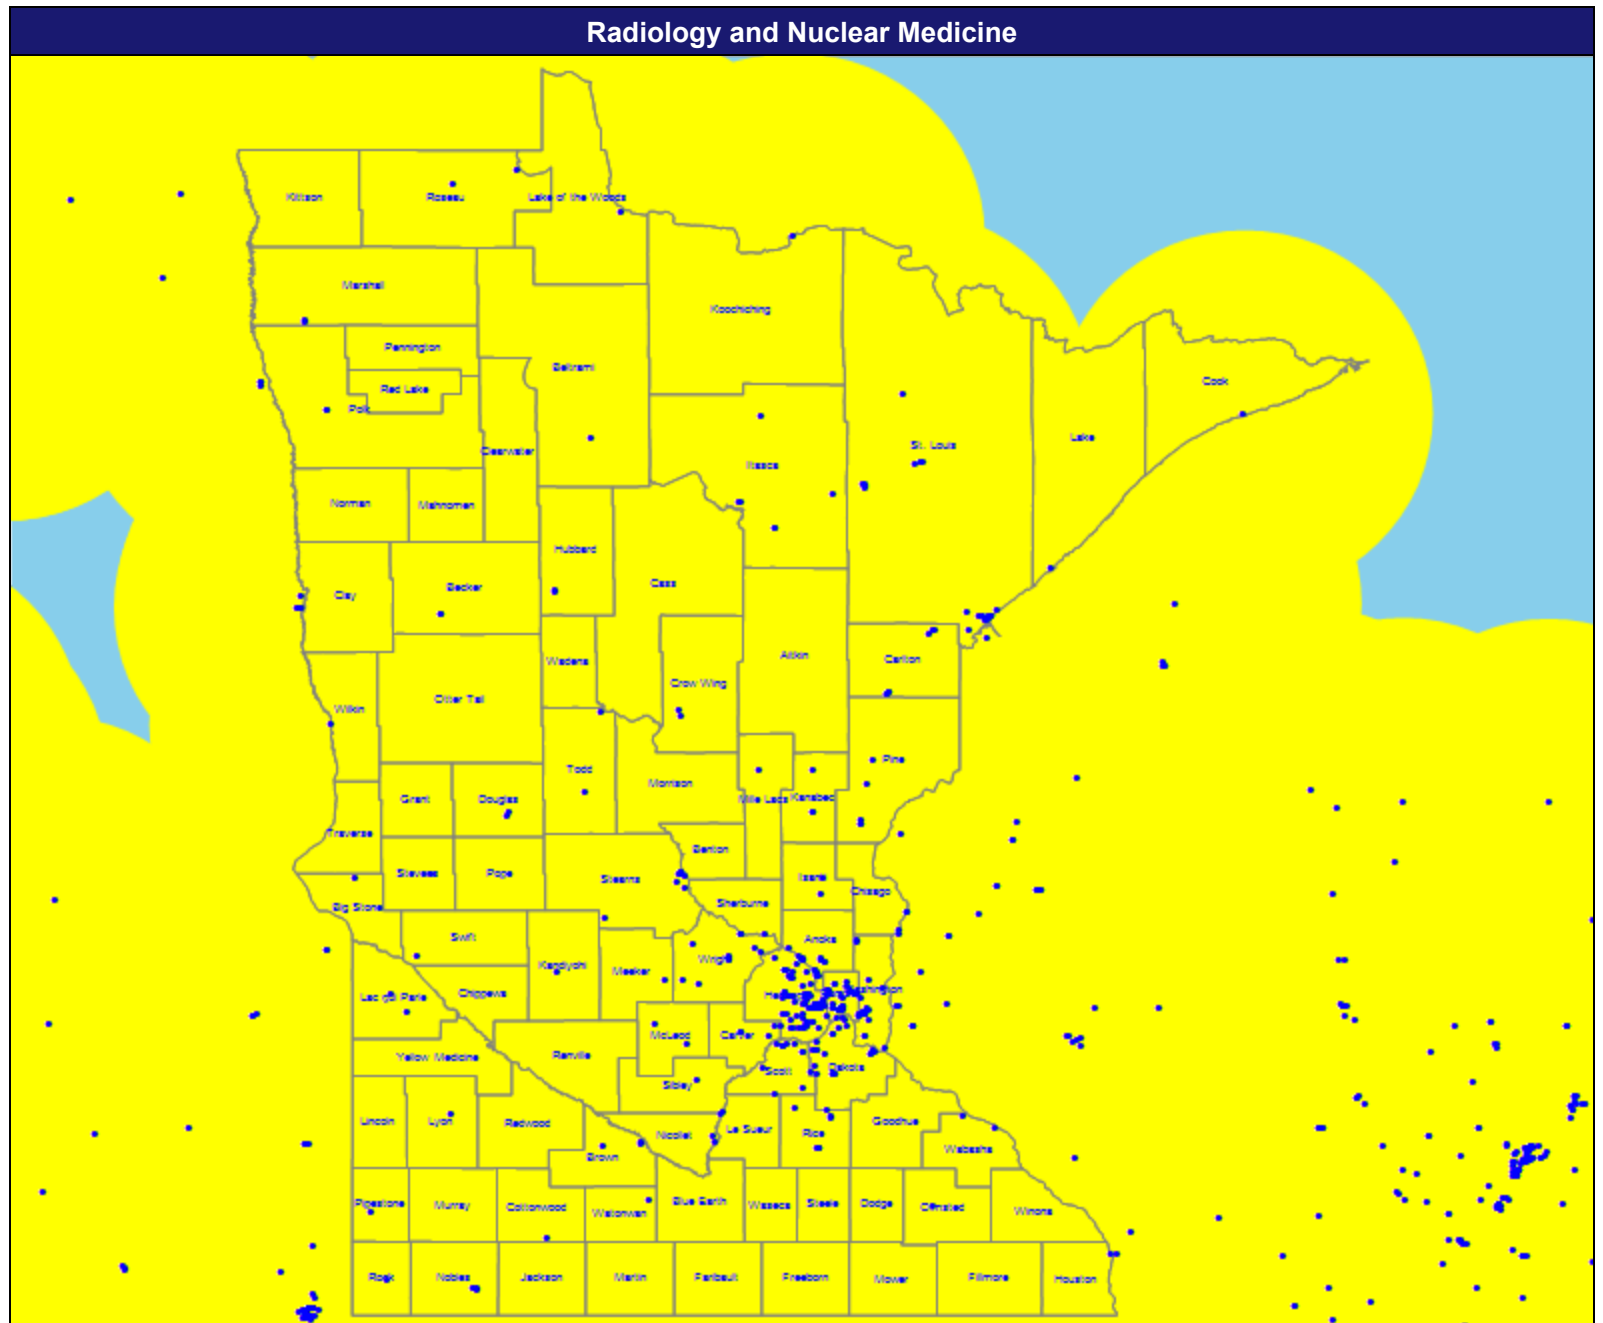 Radiology and Nuclear Medicine
Kittson
Roseau
Lake of the Woods
Marshall
Koochiching
Pennington
Beltrami
Red Lake
Cook
Polk
Lake
St. Louis
Clearwater
Itasca
Norman
Mahnomen
Hubbard
Cass
Becker
Clay
Aitkin
Carlton
Wadena
Crow Wing
Otter Tail
Wilkin
Pine
Todd
Morrison
Grant
Douglas
Mille Lacs
Kanabec
Traverse
Benton
Stevens
Pope
Stearns
Isanti
Chisago
Sherburne
Big Stone
Swift
Anoka
Kandiyohi
Meeker
Wright
Chippewa
Lac qui Parle
McLeod
Carver
Renville
Yellow Medicine
Scott
Dakota
Sibley
Lincoln
Lyon
Redwood
Goodhue
Le Sueur
Rice
Nicollet
Wabasha
Brown
Pipestone
Murray
Cottonwood
Watonwan
Blue Earth
Waseca
Steele
Dodge
Olmsted
Winona
Rock
Nobles
Jackson
Martin
Faribault
Freeborn
Mower
Fillmore
Houston